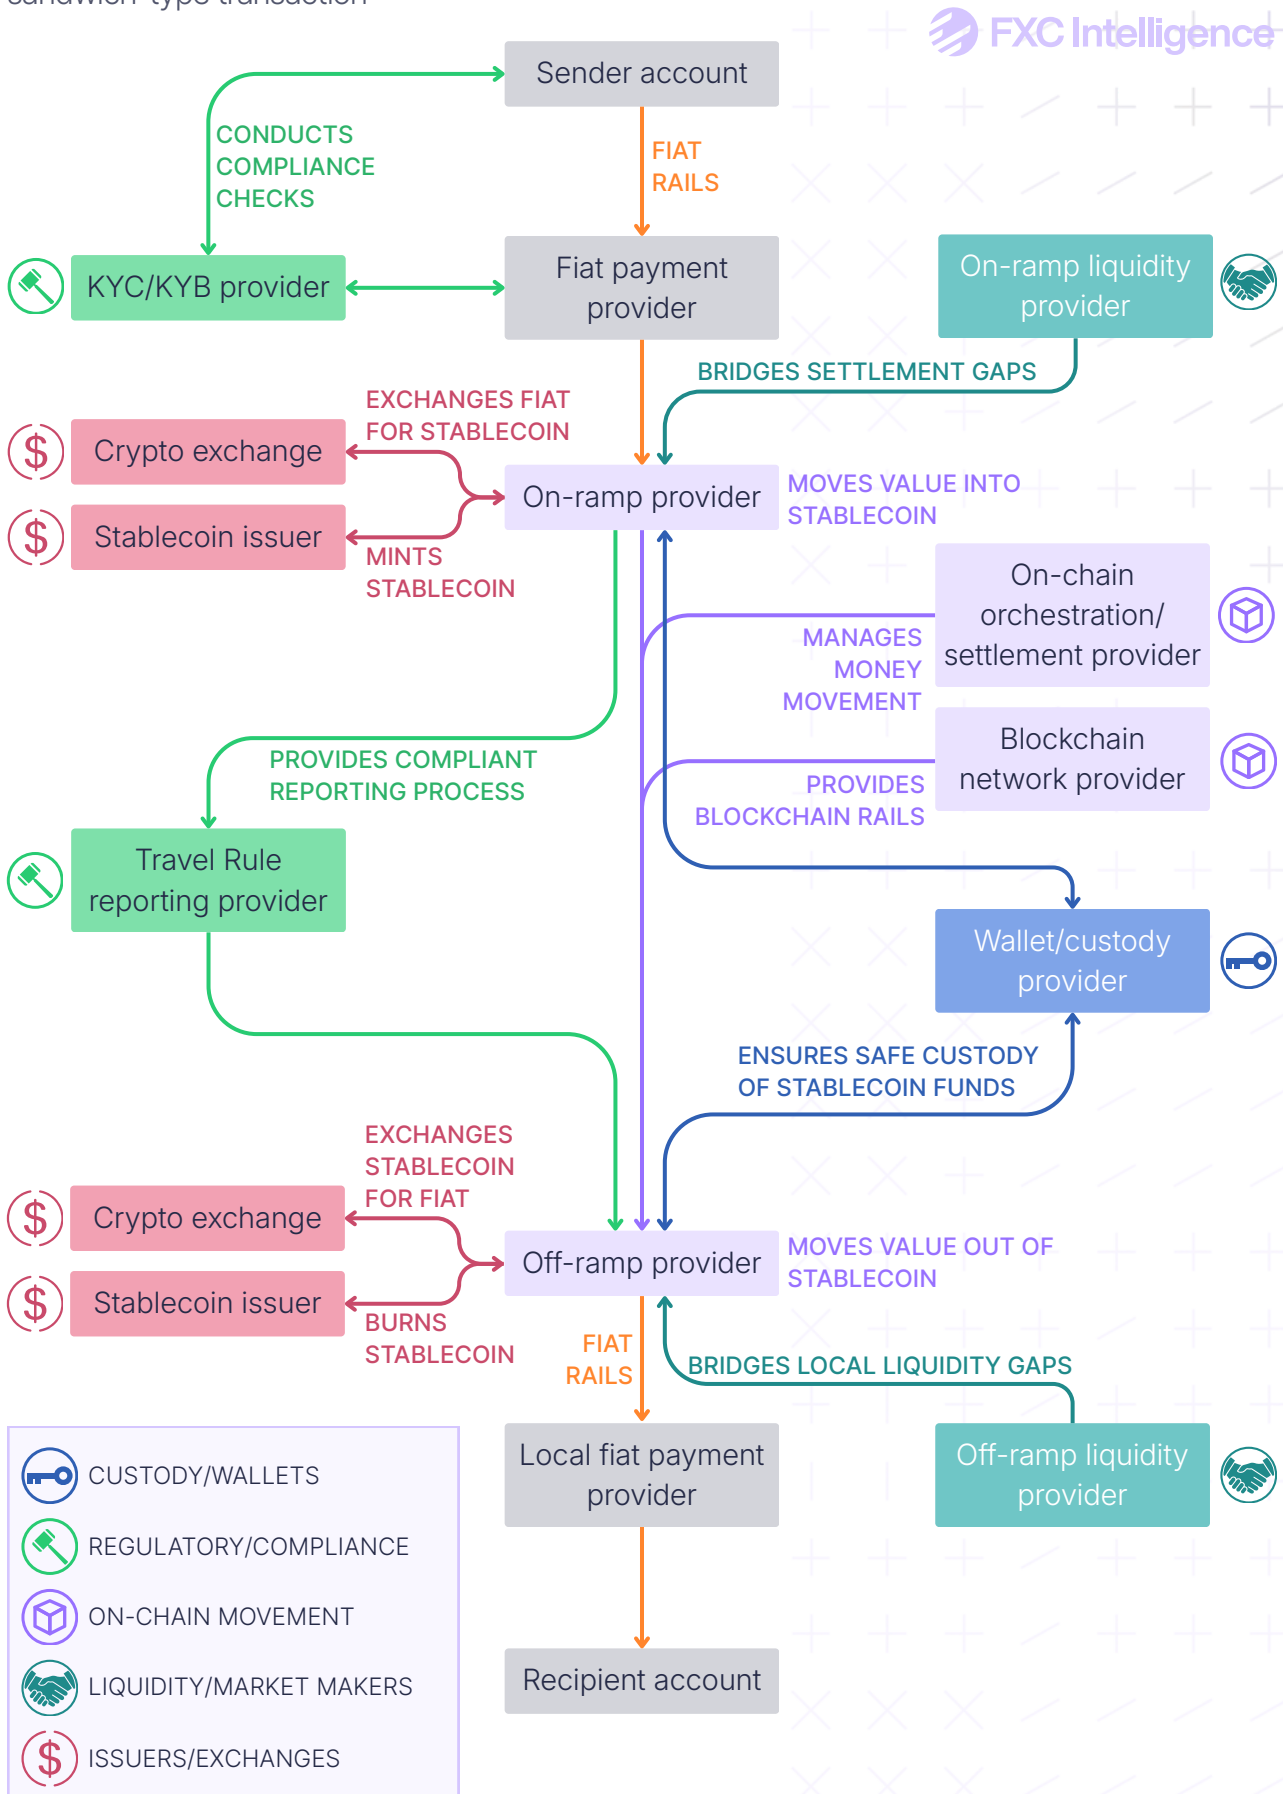 sandwich-type transaction
FXC Intelligence
Sender account
CONDUCTS
COMPLIANCE
CHECKS
FIAT
RAILS
KYC/KYB provider
Fiat payment
provider
On-ramp liquidity
provider
BRIDGES SETTLEMENT GAPS
EXCHANGES FIAT
FOR STABLECOIN
Crypto exchange
Stablecoin issuer
MINTS
STABLECOIN
On-ramp provider
MOVES VALUE INTO
STABLECOIN
On-chain
orchestration/
settlement provider
MANAGES
MONEY
MOVEMENT
Blockchain
network provider
PROVIDES
BLOCKCHAIN RAILS
PROVIDES COMPLIANT
REPORTING PROCESS
Travel Rule
reporting provider
Wallet/custody
provider
ENSURES SAFE CUSTODY
OF STABLECOIN FUNDS
EXCHANGES
STABLECOIN
FOR FIAT
Crypto exchange
Stablecoin issuer
BURNS
STABLECOIN
Off-ramp provider
MOVES VALUE OUT OF
STABLECOIN
FIAT
RAILS
BRIDGES LOCAL LIQUIDITY GAPS
Local fiat payment
provider
Off-ramp liquidity
provider
Recipient account
CUSTODY/WALLETS
REGULATORY/COMPLIANCE
ON-CHAIN MOVEMENT
LIQUIDITY/MARKET MAKERS
ISSUERS/EXCHANGES